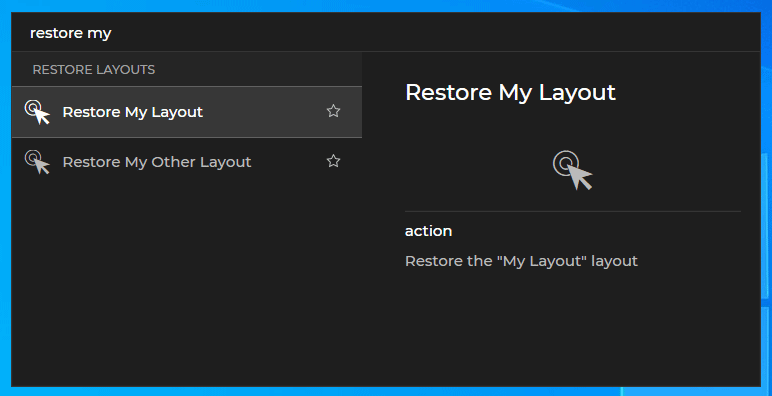 restore my
RESTORE LAYOUTS
Restore My Layout
Restore My Other Layout
Restore My Layout
action
Restore the "My Layout" layout